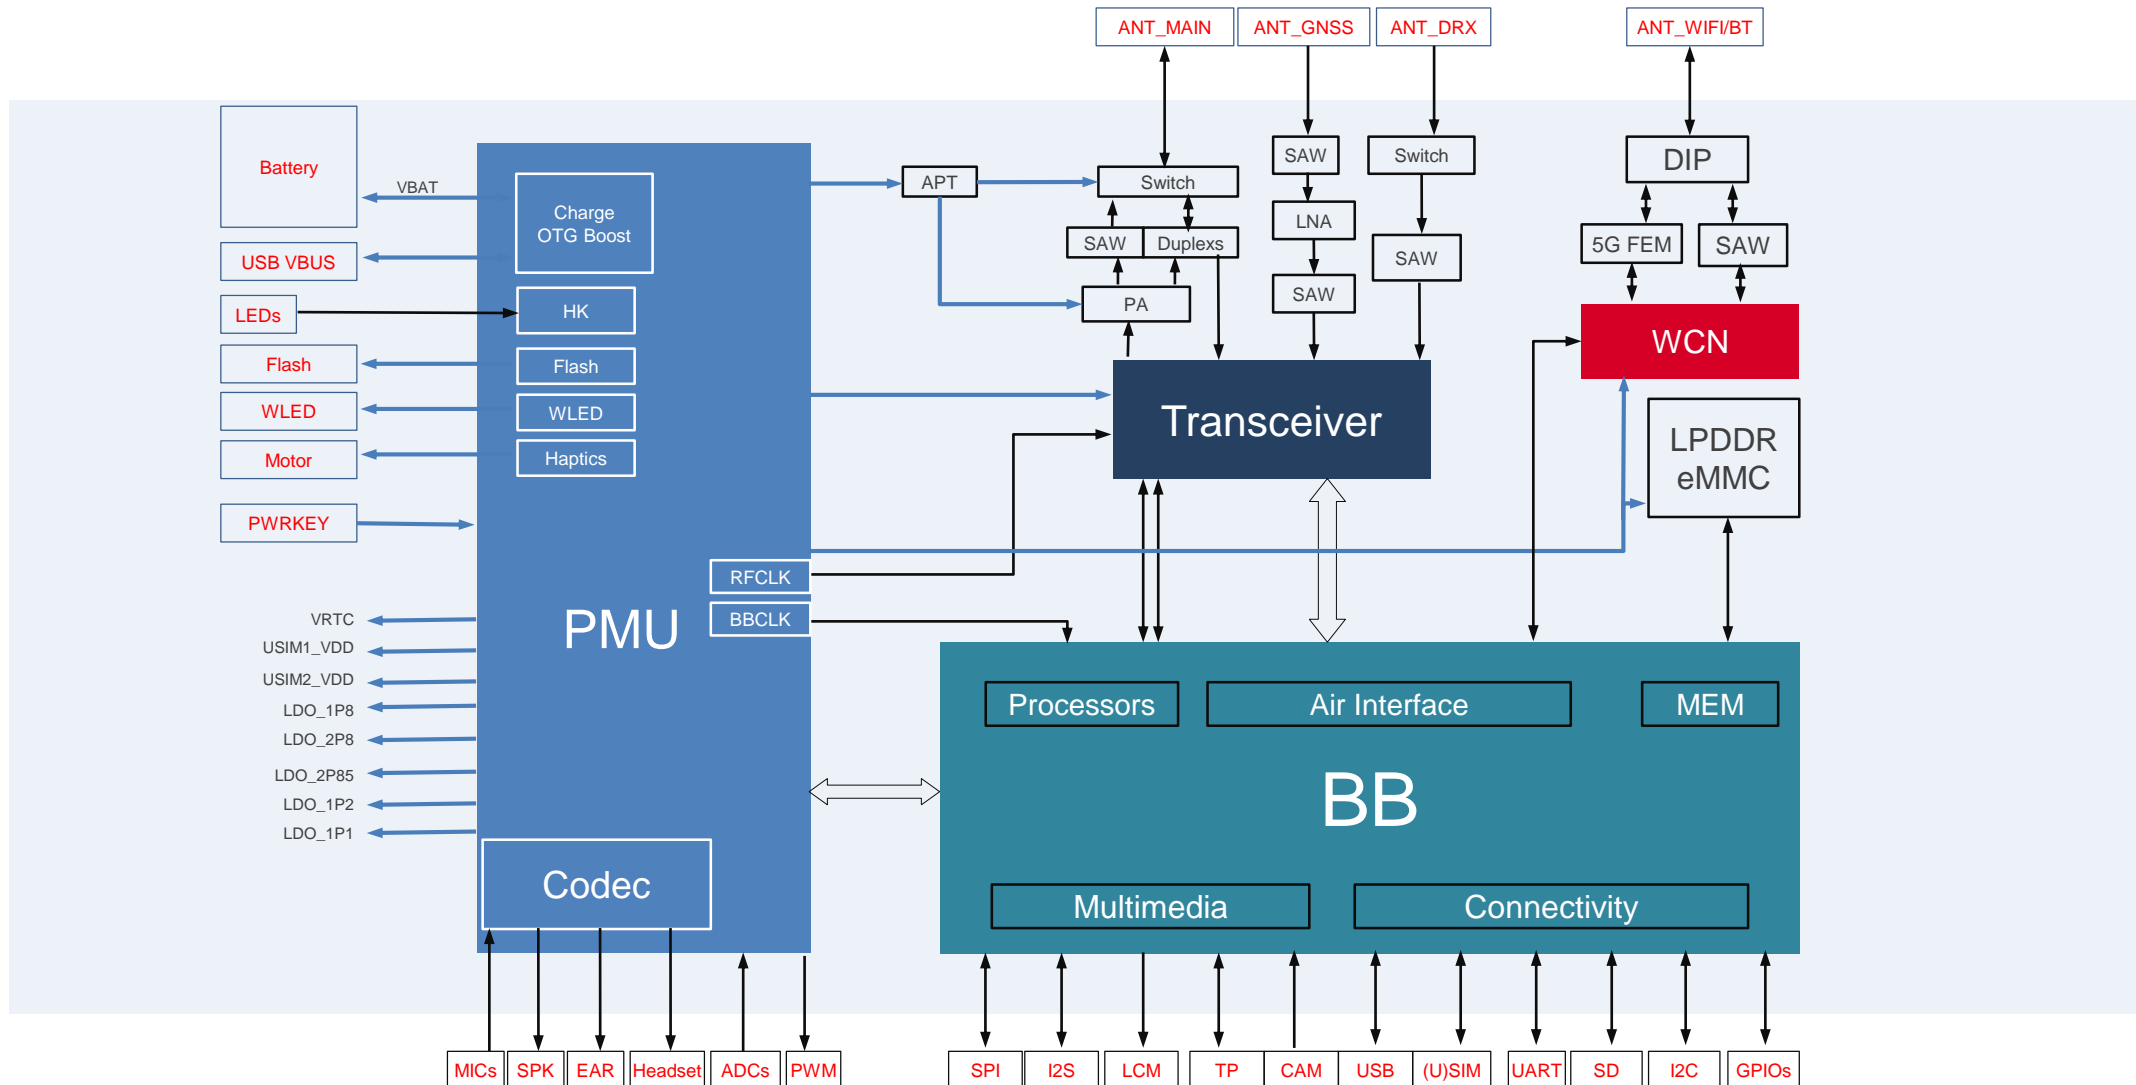 ANT_MAIN
ANT_GNSS
ANT_DRX
ANT_WIFI/BT
Battery
VBAT
Charge
OTG Boost
USB VBUS
LEDs
HK
Flash
Flash
WLED
WLED
Motor
Haptics
PWRKEY
RFCLK
BBCLK
PMU
VRTC
USIM1_VDD
USIM2_VDD
LDO_1P8
LDO_2P8
LDO_2P85
LDO_1P2
LDO_1P1
Codec
APT
Switch
SAW
Duplexs
PA
SAW
LNA
SAW
Switch
SAW
DIP
5G FEM
SAW
WCN
Transceiver
LPDDR
eMMC
Processors
Air Interface
MEM
BB
Multimedia
Connectivity
MICs
SPK
EAR
Headset
ADCs
PWM
SPI
I2S
LCM
TP
CAM
USB
(U)SIM
UART
SD
I2C
GPIOs